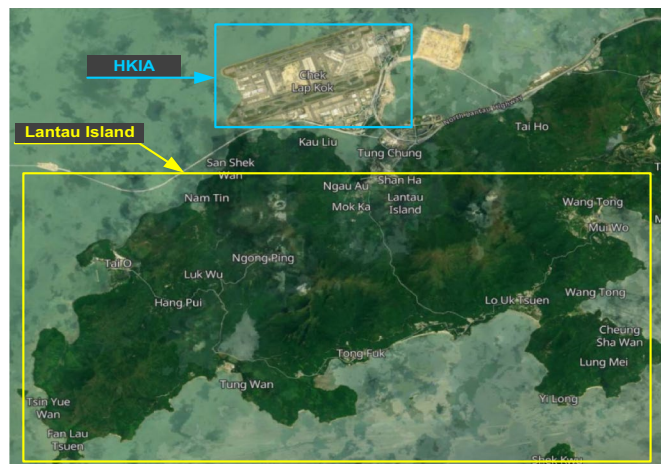 HKIA
Chek
Lap Kok
North Lantau Highway
Lantau Island
Tai Ho
Kau Liu
Tung Chung
San Shek
Wan
Shan Ha
Ngau Au
Nam Tin
Mok Ka
Lantau
Island
Wang Tong
Mui Wo
Tai O
Ngong Ping
Luk Wu
Hang Pui
Lo Uk Tsuen
Wang Tong
Cheung
Sha Wan
Lung Mei
Tong Fuk
Tung Wan
Yi Long
Tsin Yue
Wan
Fan Lau
Tsuen